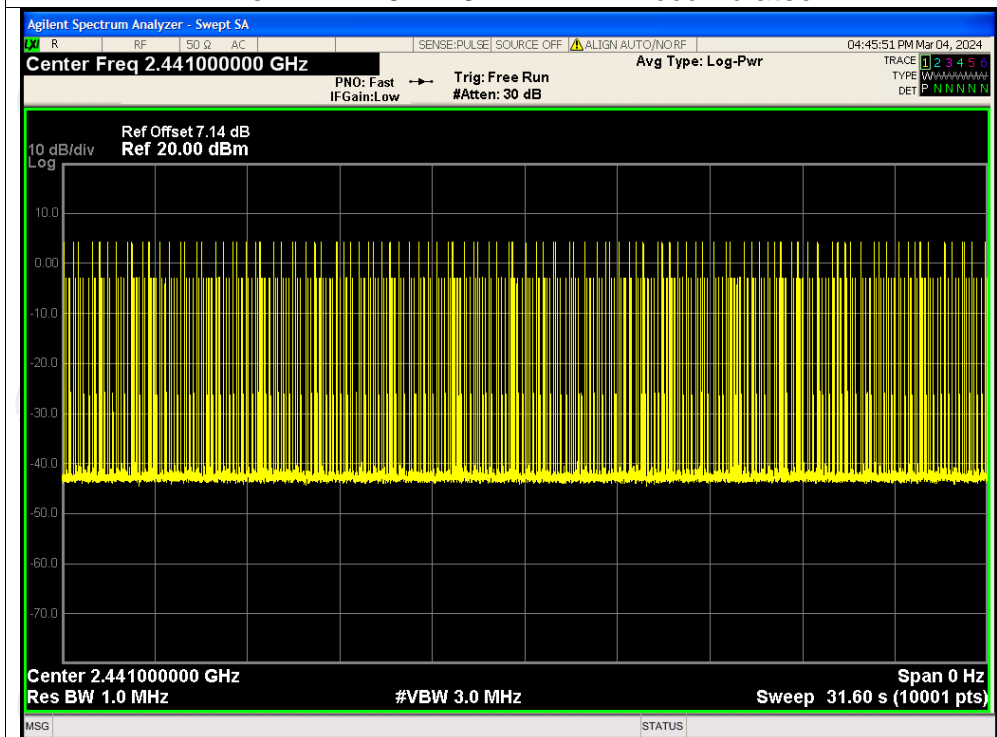 Agilent Spectrum Analyzer - Swept SA
LXI R RF 50 Ω AC SENSE:PULSE SOURCE OFF ALIGN AUTO/NO RF 04:45:51 PM Mar 04, 2024
Center Freq 2.441000000 GHz Avg Type: Log-Pwr TRACE 1 2 3 4 5 6
PNO: Fast Trig: Free Run TYPE WWWWWW
IFGain:Low #Atten: 30 dB DET P N N N N N
Ref Offset 7.14 dB
10 dB/div Ref 20.00 dBm
Log
10.0
0.00
-10.0
-20.0
-30.0
-40.0
-50.0
-60.0
-70.0
Center 2.441000000 GHz Span 0 Hz
Res BW 1.0 MHz #VBW 3.0 MHz Sweep 31.60 s (10001 pts)
MSG STATUS